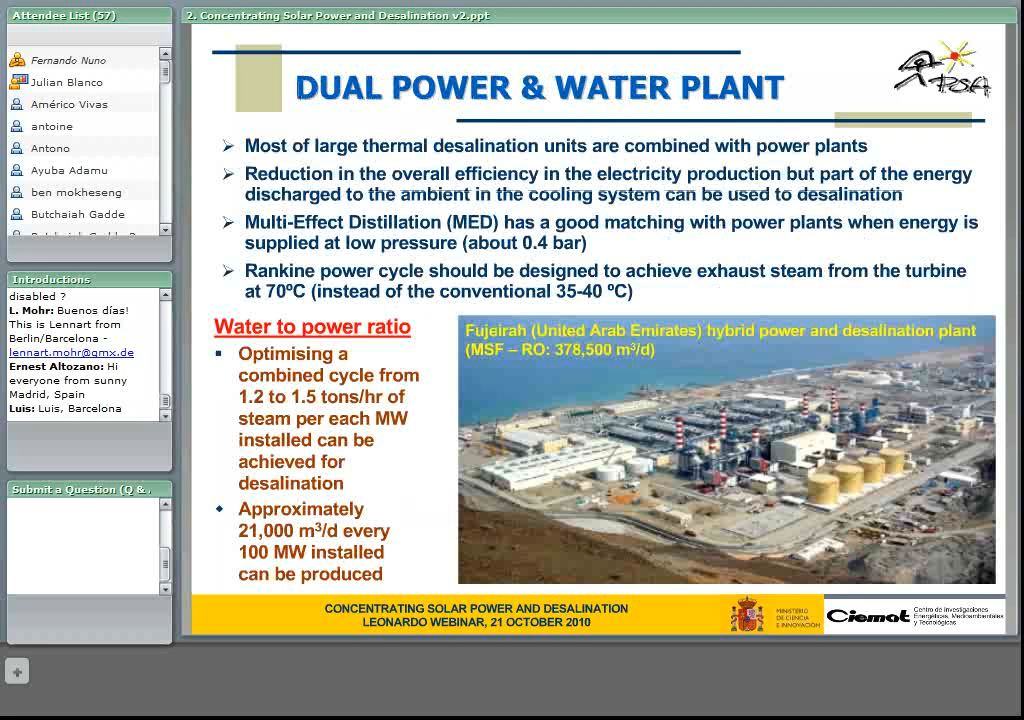 Attendee List (57)
Fernando Nuno
Julian Blanco
Américo Vivas
antoine
Antono
Ayuba Adamu
ben mokheseng
Butchaiah Gadde
Introductions
disabled ?
L. Mohr: Buenos días!
This is Lennart from
Berlin/Barcelona -
lennart.mohr@gmx.de
Ernest Altozano: Hi
everyone from sunny
Madrid, Spain
Luis: Luis, Barcelona
Submit a Question (Q &
2. Concentrating Solar Power and Desalination v2.ppt
DUAL POWER & WATER PLANT
PSA
Most of large thermal desalination units are combined with power plants
Reduction in the overall efficiency in the electricity production but part of the energy
discharged to the ambient in the cooling system can be used to desalination
Multi-Effect Distillation (MED) has a good matching with power plants when energy is
supplied at low pressure (about 0.4 bar)
Rankine power cycle should be designed to achieve exhaust steam from the turbine
at 70ºC (instead of the conventional 35-40 ºC)
Water to power ratio
Optimising a
combined cycle from
1.2 to 1.5 tons/hr of
steam per each MW
installed can be
achieved for
desalination
Approximately
21,000 m³/d every
100 MW installed
can be produced
Fujeirah (United Arab Emirates) hybrid power and desalination plant
(MSF – RO: 378,500 m³/d)
CONCENTRATING SOLAR POWER AND DESALINATION
LEONARDO WEBINAR, 21 OCTOBER 2010
MINISTERIO
DE CIENCIA
E INNOVACIÓN
Ciemat
Centro de Investigaciones
Energéticas, Medioambientales
y Tecnológicas